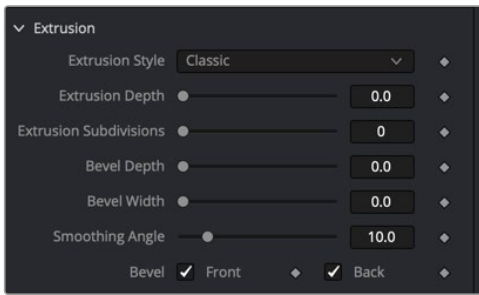 Extrusion
Extrusion Style Classic
Extrusion Depth 0.0
Extrusion Subdivisions 0
Bevel Depth 0.0
Bevel Width 0.0
Smoothing Angle 10.0
Bevel Front Back